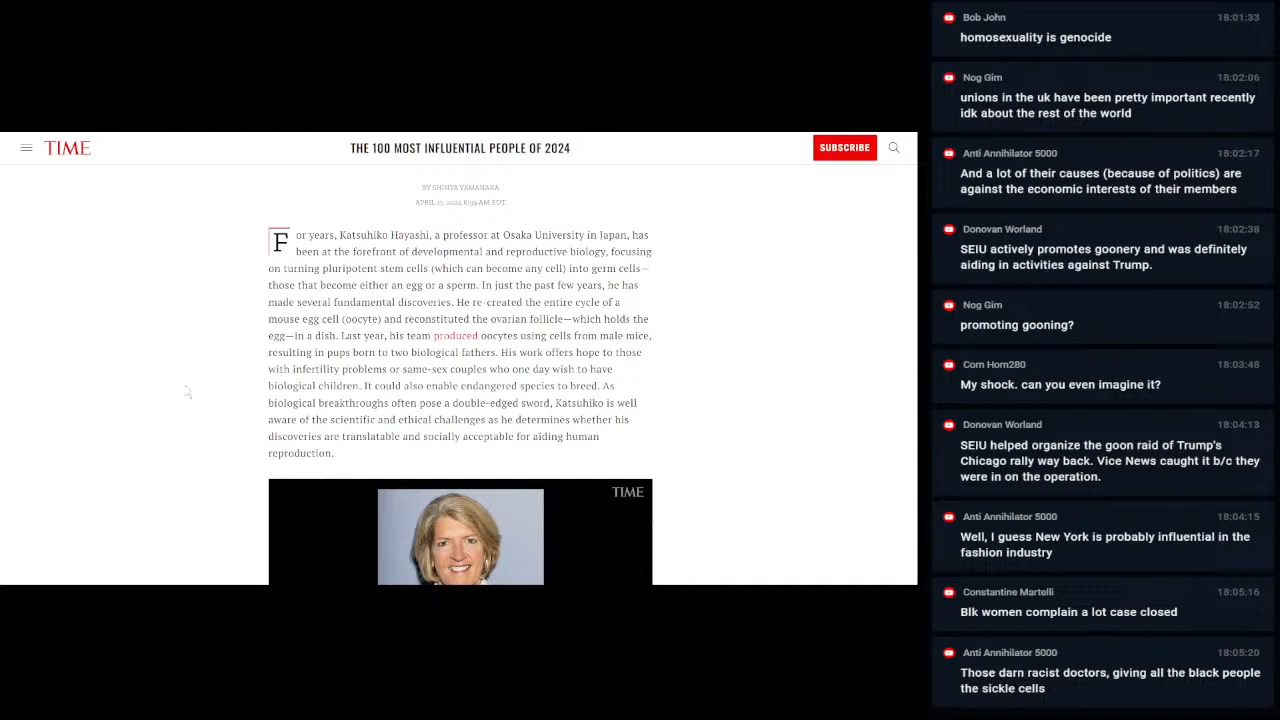 TIME
THE 100 MOST INFLUENTIAL PEOPLE OF 2024
SUBSCRIBE
BY SHINYA YAMANAKA
APRIL 17, 2024 6:59 AM EDT
For years, Katsuhiko Hayashi, a professor at Osaka University in Japan, has
been at the forefront of developmental and reproductive biology, focusing
on turning pluripotent stem cells (which can become any cell) into germ cells—
those that become either an egg or a sperm. In just the past few years, he has
made several fundamental discoveries. He re-created the entire cycle of a
mouse egg cell (oocyte) and reconstituted the ovarian follicle—which holds the
egg—in a dish. Last year, his team produced oocytes using cells from male mice,
resulting in pups born to two biological fathers. His work offers hope to those
with infertility problems or same-sex couples who one day wish to have
biological children. It could also enable endangered species to breed. As
biological breakthroughs often pose a double-edged sword, Katsuhiko is well
aware of the scientific and ethical challenges as he determines whether his
discoveries are translatable and socially acceptable for aiding human
reproduction.
TIME
Bob John 18:01:33
homosexuality is genocide
Nog Gim 18:02:06
unions in the uk have been pretty important recently
idk about the rest of the world
Anti Annihilator 5000 18:02:17
And a lot of their causes (because of politics) are
against the economic interests of their members
Donovan Worland 18:02:38
SEIU actively promotes goonery and was definitely
aiding in activities against Trump.
Nog Gim 18:02:52
promoting gooning?
Corn Horn280 18:03:48
My shock. can you even imagine it?
Donovan Worland 18:04:13
SEIU helped organize the goon raid of Trump's
Chicago rally way back. Vice News caught it b/c they
were in on the operation.
Anti Annihilator 5000 18:04:15
Well, I guess New York is probably influential in the
fashion industry
Constantine Martelli 18:05:16
Blk women complain a lot case closed
Anti Annihilator 5000 18:05:20
Those darn racist doctors, giving all the black people
the sickle cells